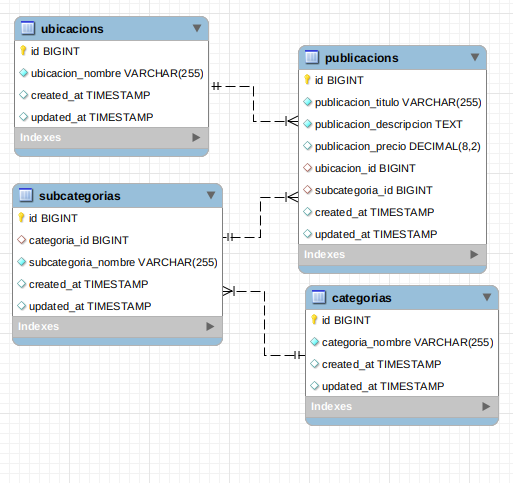 ubicacions
id BIGINT
ubicacion_nombre VARCHAR(255)
created_at TIMESTAMP
updated_at TIMESTAMP
Indexes
publicacions
id BIGINT
publicacion_titulo VARCHAR(255)
publicacion_descripcion TEXT
publicacion_precio DECIMAL(8,2)
ubicacion_id BIGINT
subcategoria_id BIGINT
created_at TIMESTAMP
updated_at TIMESTAMP
Indexes
subcategorias
id BIGINT
categoria_id BIGINT
subcategoria_nombre VARCHAR(255)
created_at TIMESTAMP
updated_at TIMESTAMP
Indexes
categorias
id BIGINT
categoria_nombre VARCHAR(255)
created_at TIMESTAMP
updated_at TIMESTAMP
Indexes